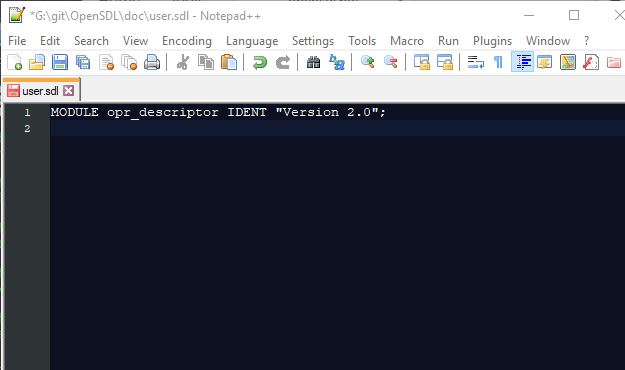 *G:\git\OpenSDL\doc\user.sdl - Notepad++
File Edit Search View Encoding Language Settings Tools Macro Run Plugins Window ?
user.sdl
1 MODULE opr_descriptor IDENT "Version 2.0";
2